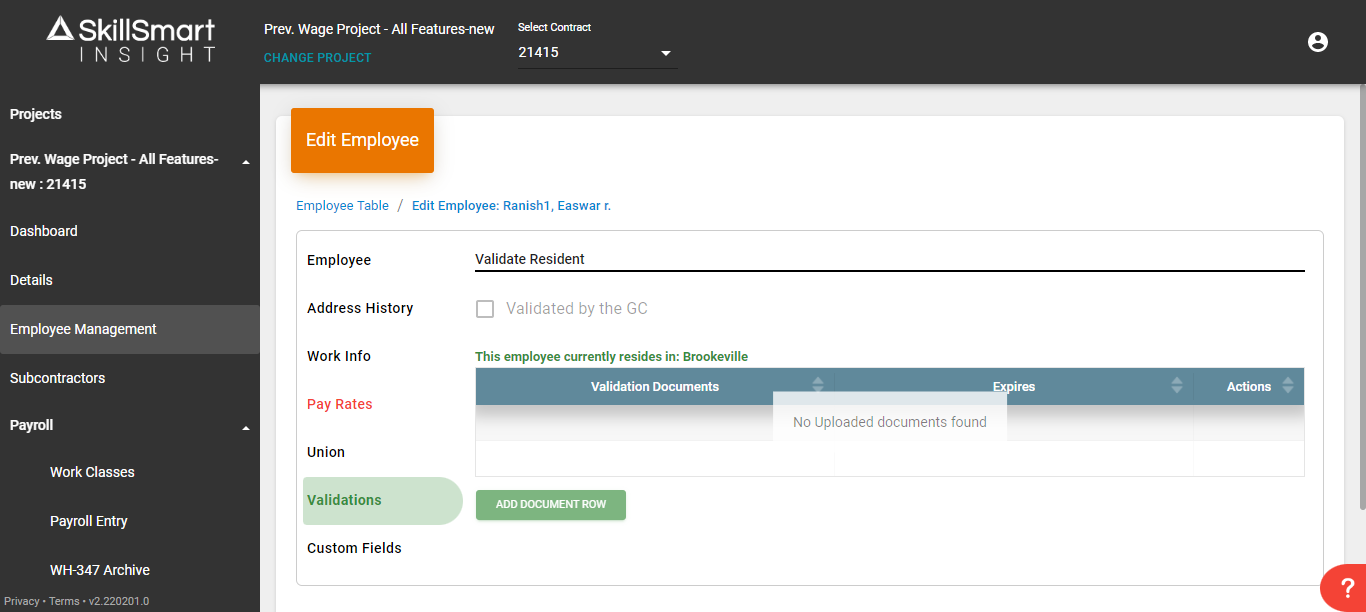 SkillSmart
INSIGHT
Prev. Wage Project - All Features-new
CHANGE PROJECT
Select Contract
21415
Projects
Prev. Wage Project - All Features-
new : 21415
Dashboard
Details
Employee Management
Subcontractors
Payroll
Work Classes
Payroll Entry
WH-347 Archive
Privacy • Terms • v2.220201.0
Edit Employee
Employee Table / Edit Employee: Ranish1, Easwar r.
Employee
Address History
Work Info
Pay Rates
Union
Validations
Custom Fields
Validate Resident
Validated by the GC
This employee currently resides in: Brookeville
Validation Documents Expires Actions
No Uploaded documents found
ADD DOCUMENT ROW
?